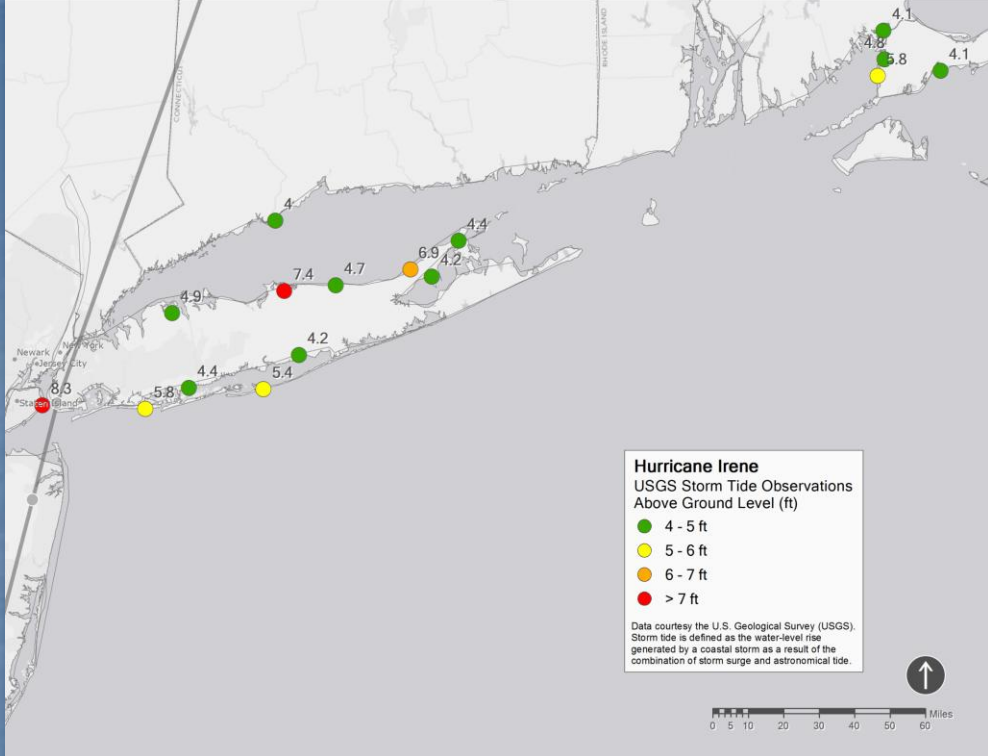 4.1
4.8
5.8
4.1
RHODE ISLAND
CONNECTICUT
4
4.4
6.9
4.2
7.4
4.7
4.9
4.2
New York
Newark
Jersey City
5.4
4.4
5.8
8.3
Staten Island
Hurricane Irene
USGS Storm Tide Observations
Above Ground Level (ft)
4 - 5 ft
5 - 6 ft
6 - 7 ft
> 7 ft
Data courtesy the U.S. Geological Survey (USGS).
Storm tide is defined as the water-level rise
generated by a coastal storm as a result of the
combination of storm surge and astronomical tide.
0 5 10 20 30 40 50 60 Miles